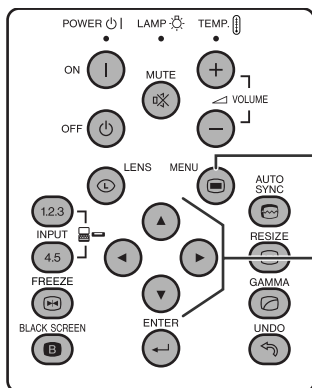 POWER LAMP TEMP.
ON MUTE
VOLUME
OFF
LENS MENU
L
AUTO
SYNC
1.2.3
INPUT
4.5
RESIZE
FREEZE
GAMMA
BLACK SCREEN ENTER UNDO
B